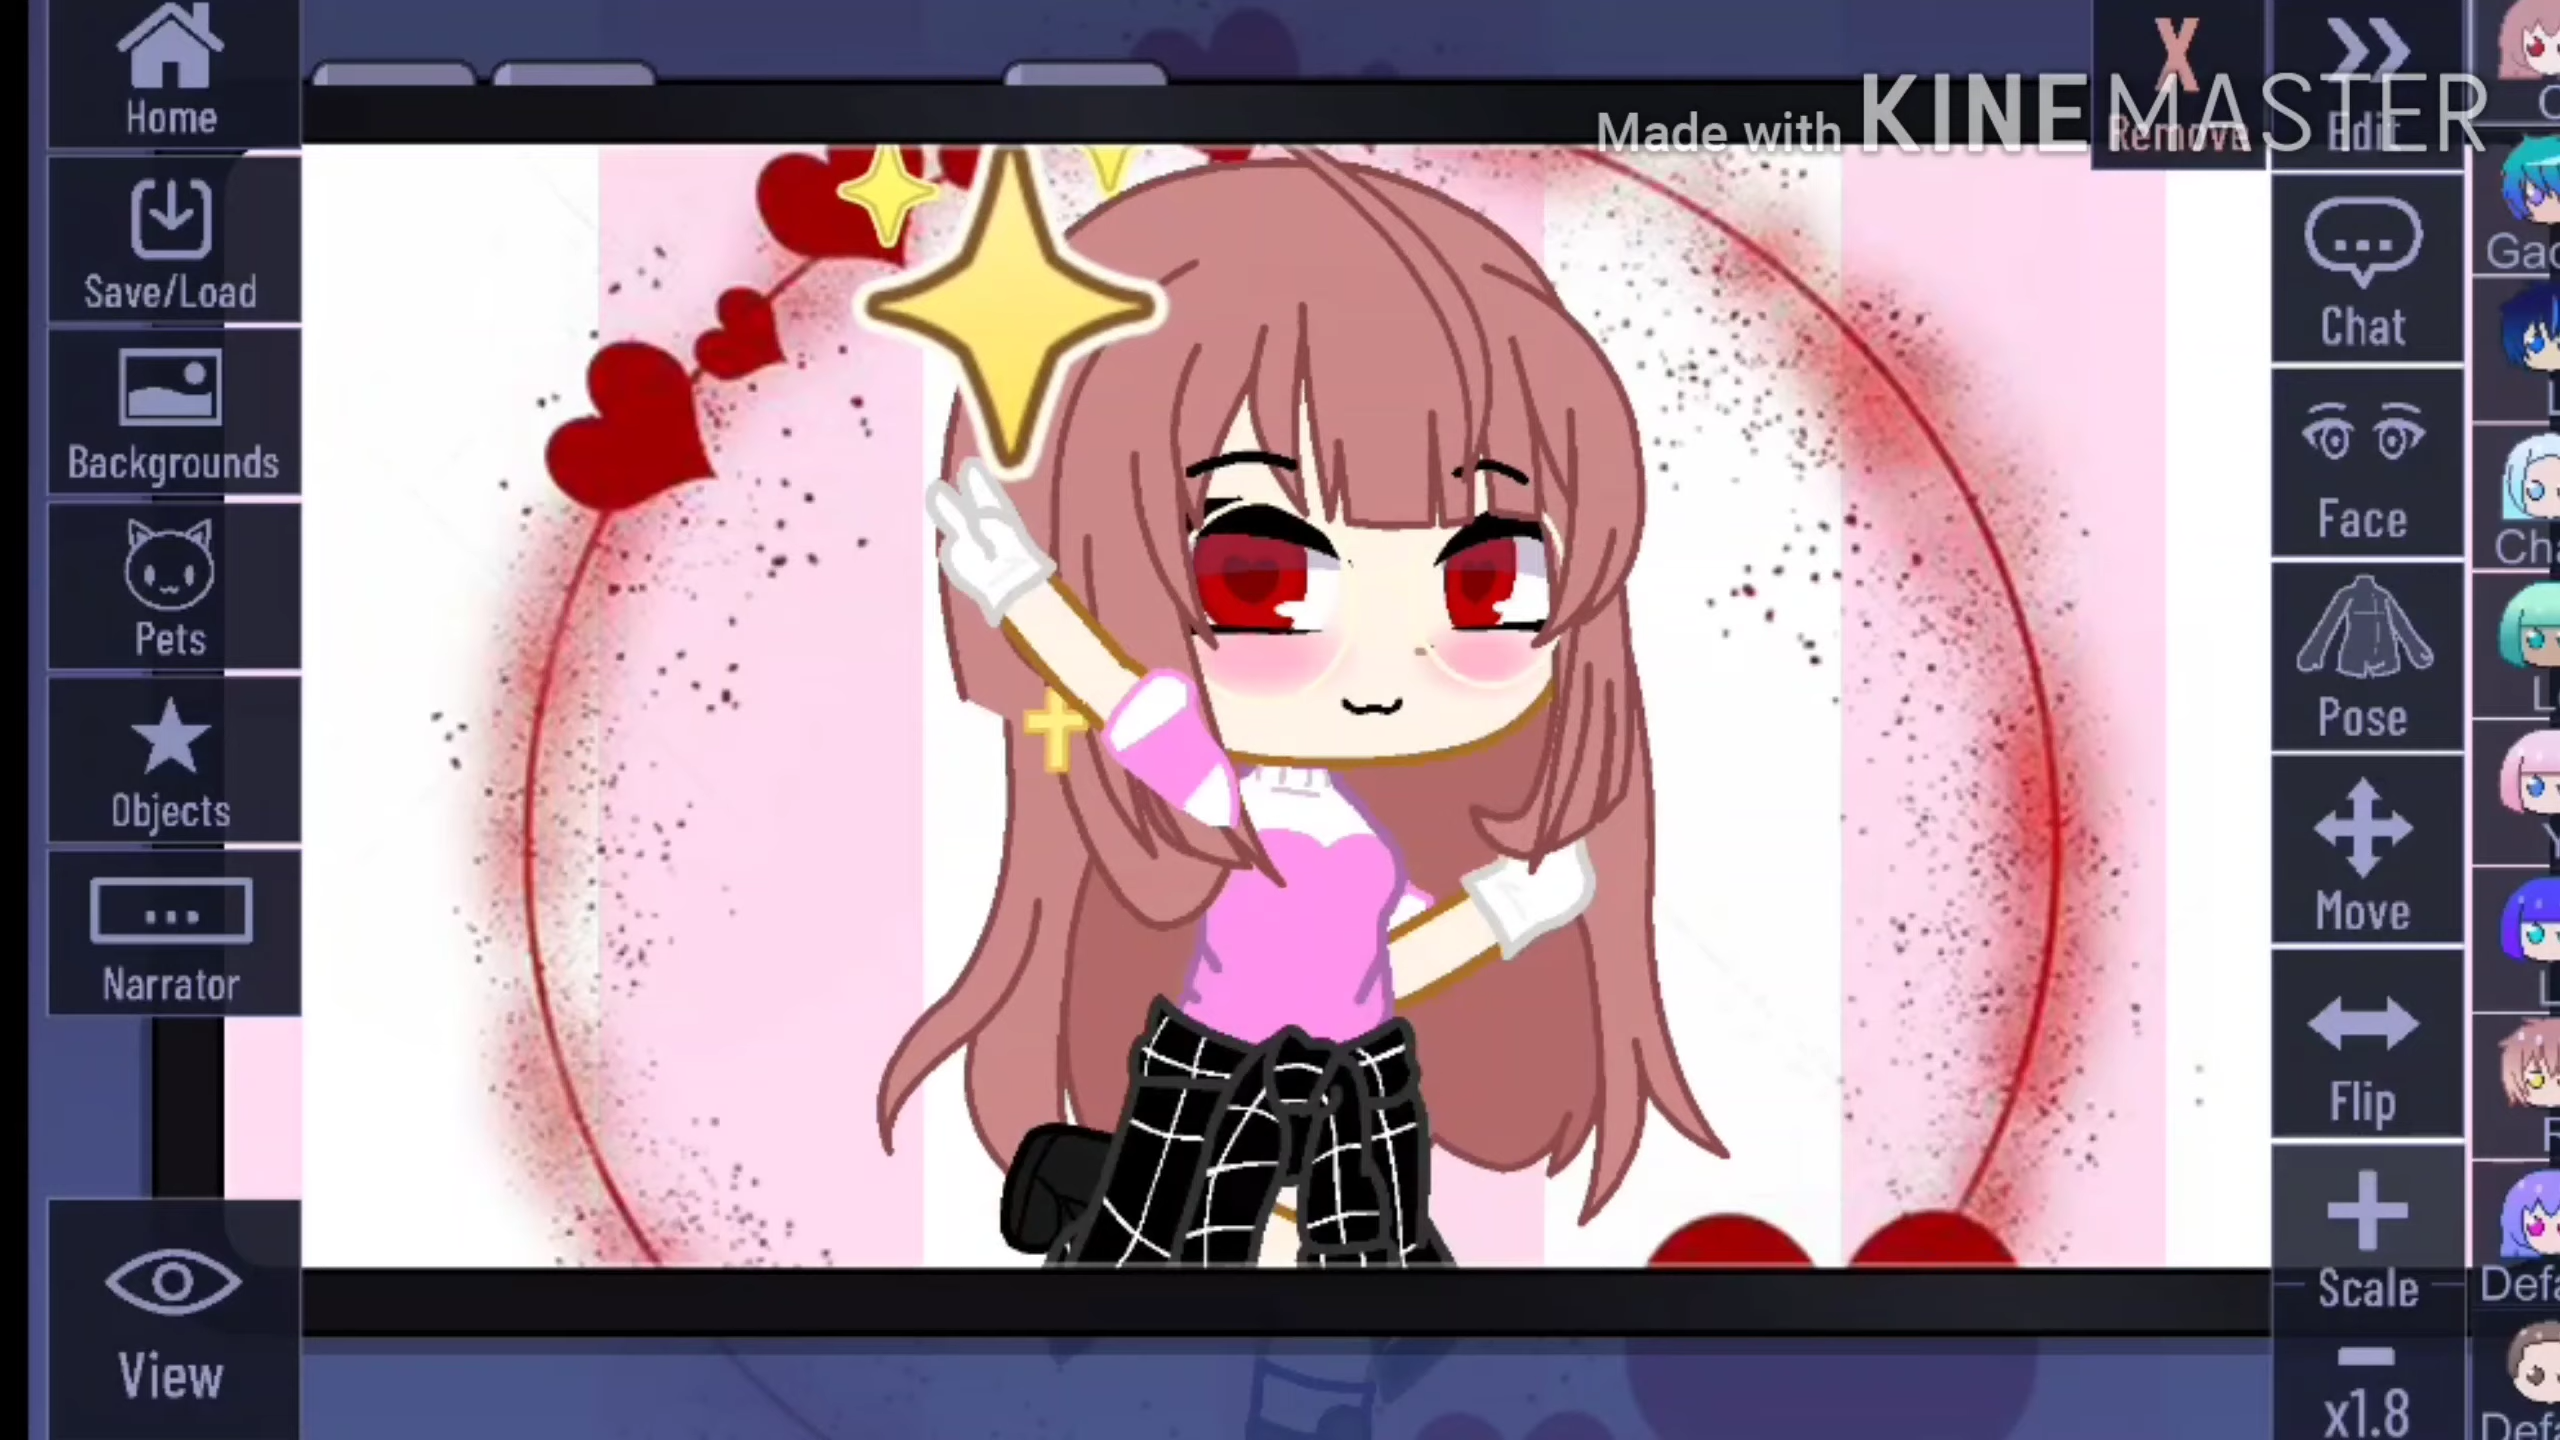 Home
Save/Load
Backgrounds
Pets
Objects
Narrator
View
Made with KINEMASTER
Remove
Edit
Chat
Face
Pose
Move
Flip
Scale
x1.8